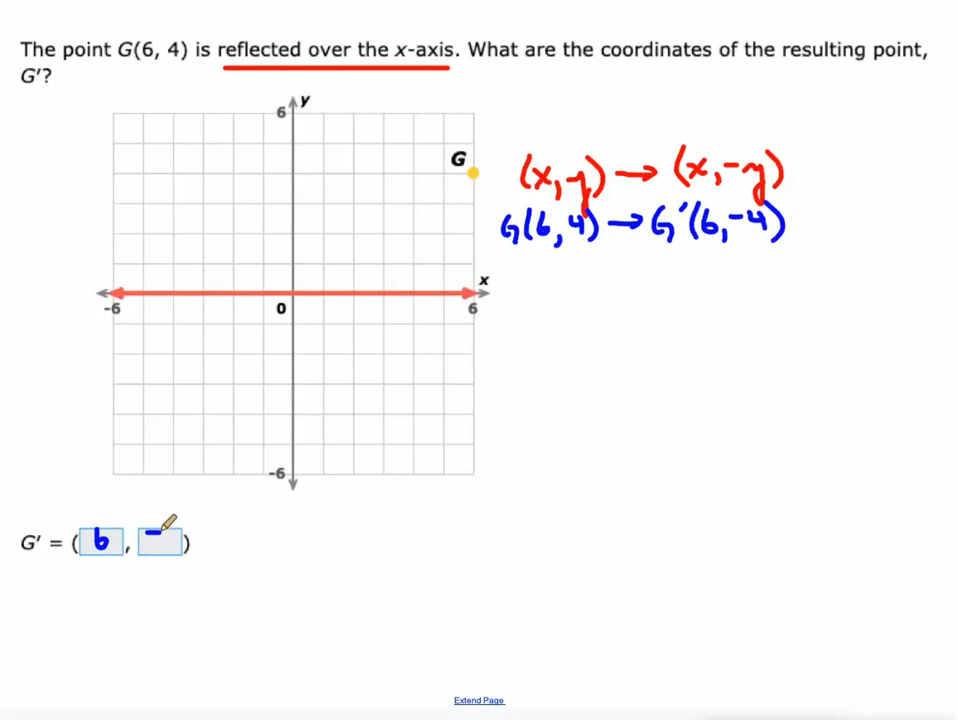 The point G(6, 4) is reflected over the x-axis. What are the coordinates of the resulting point,
G'?
6
y
G
(x, y) → (x, -y)
G(6, 4) → G'(6, -4)
x
-6
0
6
-6
G' = ( 6 , - )
Extend Page